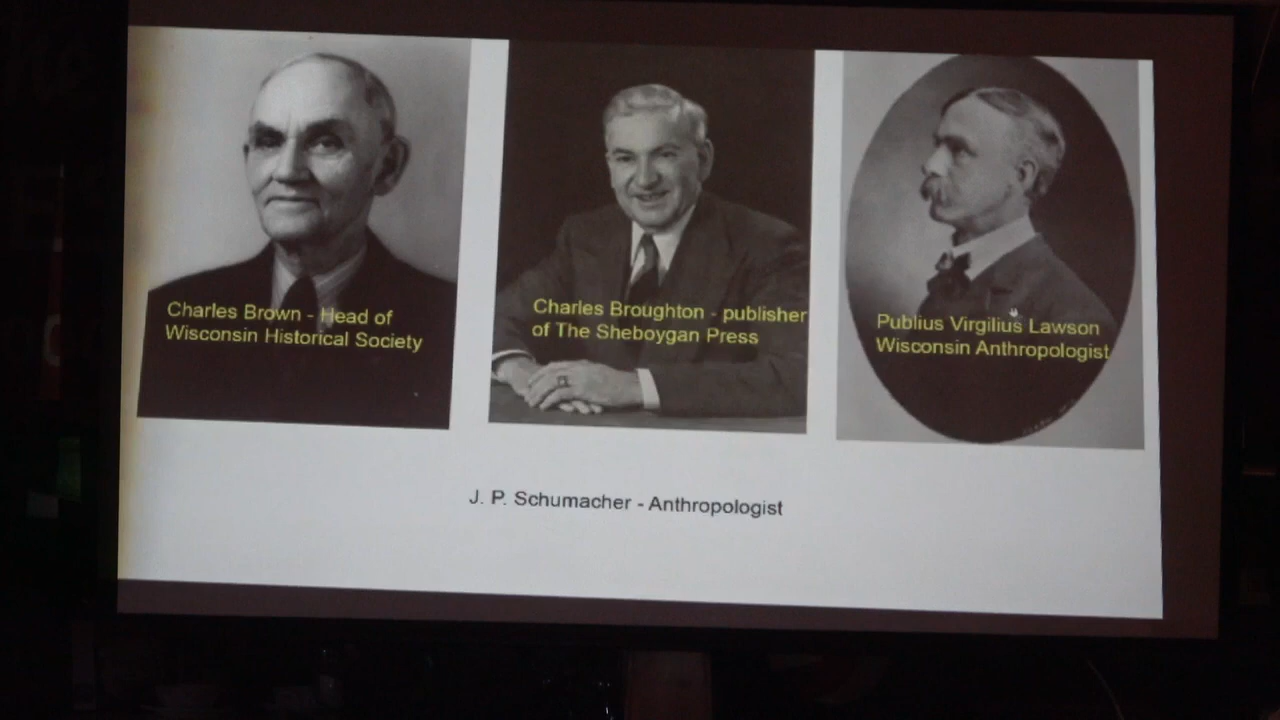 Charles Brown - Head of
Wisconsin Historical Society
Charles Broughton - publisher
of The Sheboygan Press
Publius Virgilius Lawson
Wisconsin Anthropologist
J. P. Schumacher - Anthropologist